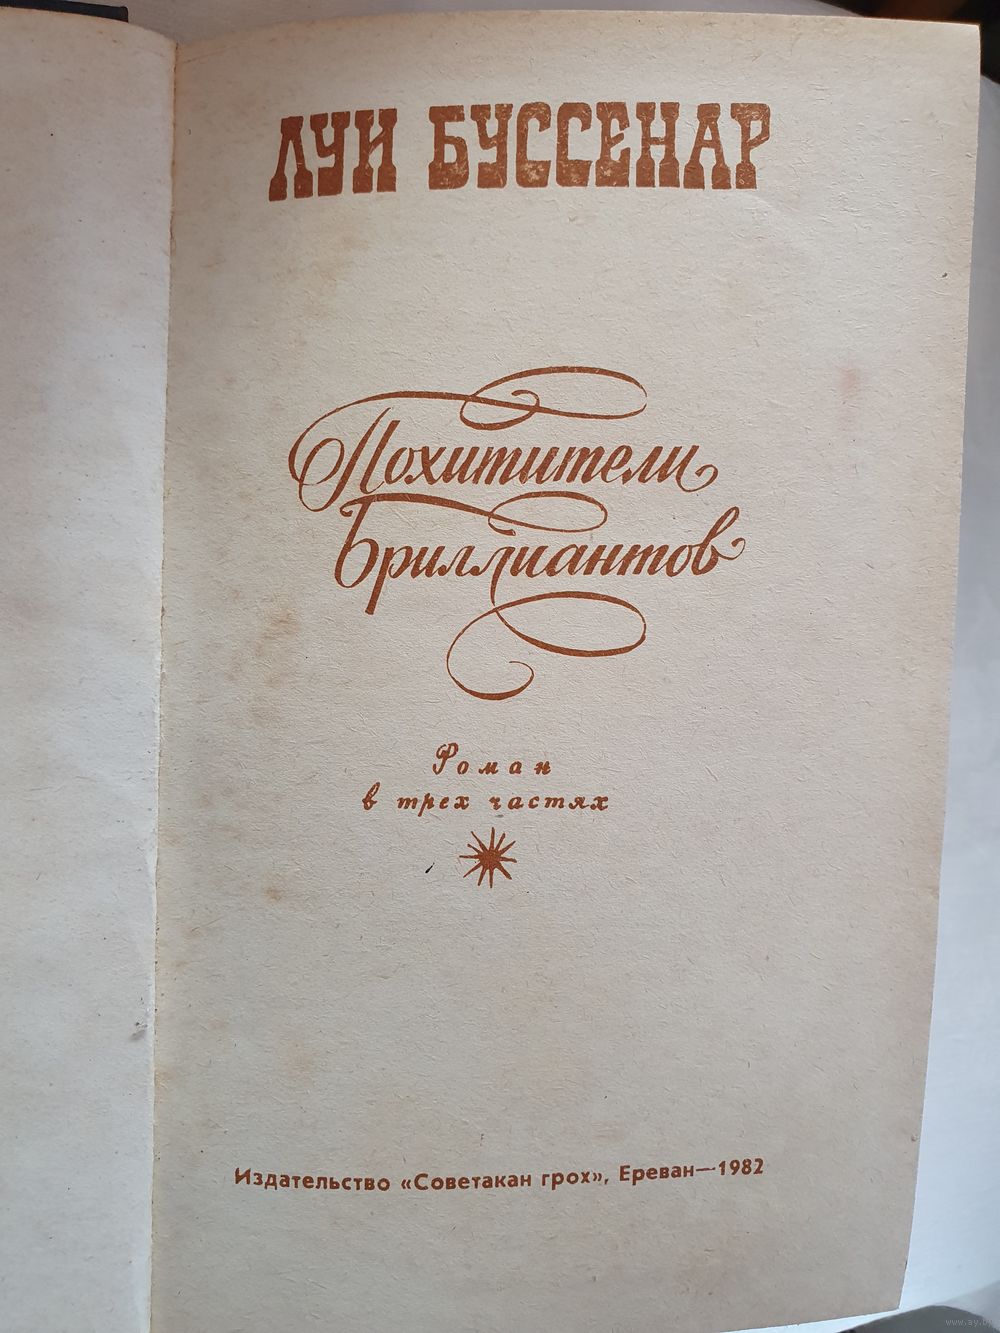 ЛУИ БУССЕНАР
Похитители
Бриллиантов
Роман
в трех частях
Издательство «Советакан грох», Ереван—1982